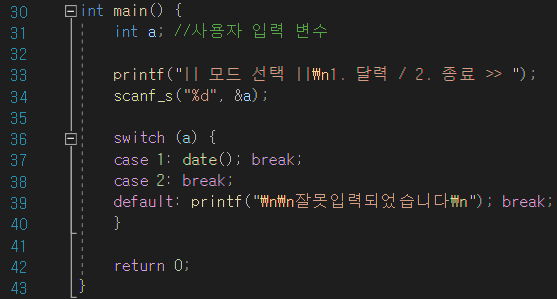 30 int main() {
31 int a; //사용자 입력 변수
32
33 printf("|| 모드 선택 ||₩n1. 달력 / 2. 종료 >> ");
34 scanf_s("%d", &a);
35
36 switch (a) {
37 case 1: date(); break;
38 case 2: break;
39 default: printf("₩n₩n잘못입력되었습니다₩n"); break;
40 }
41
42 return 0;
43 }